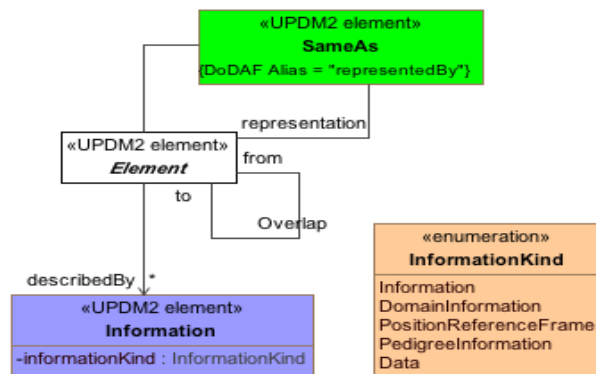 «UPDM2 element»
SameAs
{DoDAF Alias = "representedBy"}
representation
«UPDM2 element»
Element
from
to
Overlap
describedBy *
«UPDM2 element»
Information
-informationKind : InformationKind
«enumeration»
InformationKind
Information
DomainInformation
PositionReferenceFrame
PedigreeInformation
Data